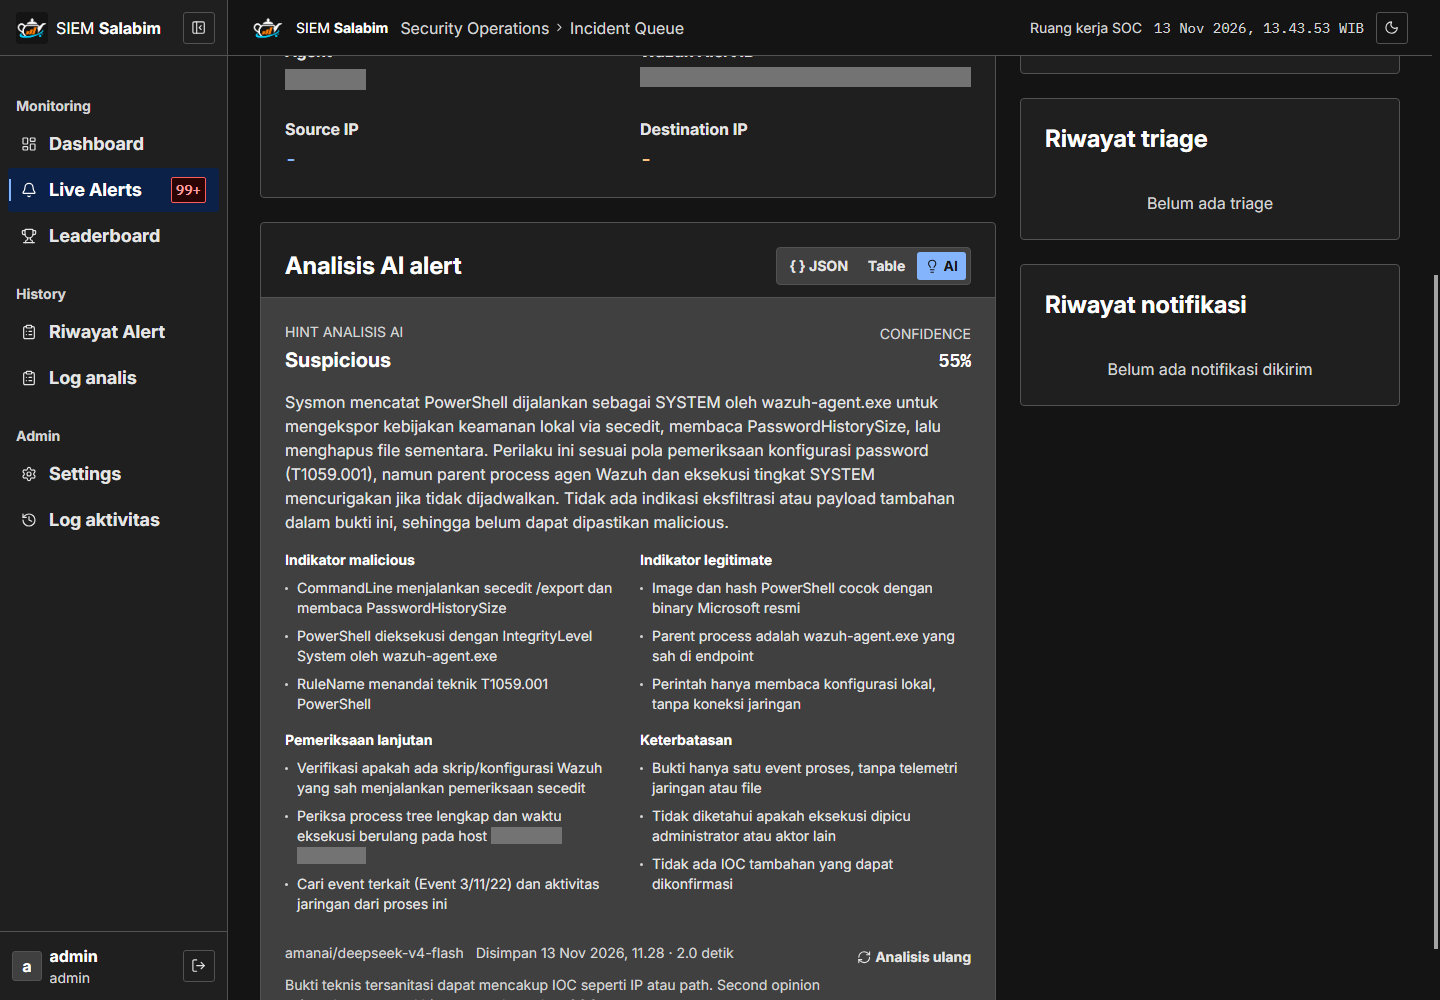 SIEM Salabim
Monitoring
Dashboard
Live Alerts 99+
Leaderboard
History
Riwayat Alert
Log analis
Admin
Settings
Log aktivitas
a
admin
admin
SIEM Salabim Security Operations › Incident Queue
Ruang kerja SOC 13 Nov 2026, 13.43.53 WIB
Source IP
-
Destination IP
-
Analisis AI alert
{ } JSON Table AI
HINT ANALISIS AI
Suspicious
CONFIDENCE
55%
Sysmon mencatat PowerShell dijalankan sebagai SYSTEM oleh wazuh-agent.exe untuk
mengekspor kebijakan keamanan lokal via secedit, membaca PasswordHistorySize, lalu
menghapus file sementara. Perilaku ini sesuai pola pemeriksaan konfigurasi password
(T1059.001), namun parent process agen Wazuh dan eksekusi tingkat SYSTEM
mencurigakan jika tidak dijadwalkan. Tidak ada indikasi eksfiltrasi atau payload tambahan
dalam bukti ini, sehingga belum dapat dipastikan malicious.
Indikator malicious
• CommandLine menjalankan secedit /export dan
membaca PasswordHistorySize
• PowerShell dieksekusi dengan IntegrityLevel
System oleh wazuh-agent.exe
• RuleName menandai teknik T1059.001
PowerShell
Indikator legitimate
• Image dan hash PowerShell cocok dengan
binary Microsoft resmi
• Parent process adalah wazuh-agent.exe yang
sah di endpoint
• Perintah hanya membaca konfigurasi lokal,
tanpa koneksi jaringan
Pemeriksaan lanjutan
• Verifikasi apakah ada skrip/konfigurasi Wazuh
yang sah menjalankan pemeriksaan secedit
• Periksa process tree lengkap dan waktu
eksekusi berulang pada host
• Cari event terkait (Event 3/11/22) dan aktivitas
jaringan dari proses ini
Keterbatasan
• Bukti hanya satu event proses, tanpa telemetri
jaringan atau file
• Tidak diketahui apakah eksekusi dipicu
administrator atau aktor lain
• Tidak ada IOC tambahan yang dapat
dikonfirmasi
amanai/deepseek-v4-flash Disimpan 13 Nov 2026, 11.28 · 2.0 detik
Analisis ulang
Bukti teknis tersanitasi dapat mencakup IOC seperti IP atau path. Second opinion
Riwayat triage
Belum ada triage
Riwayat notifikasi
Belum ada notifikasi dikirim